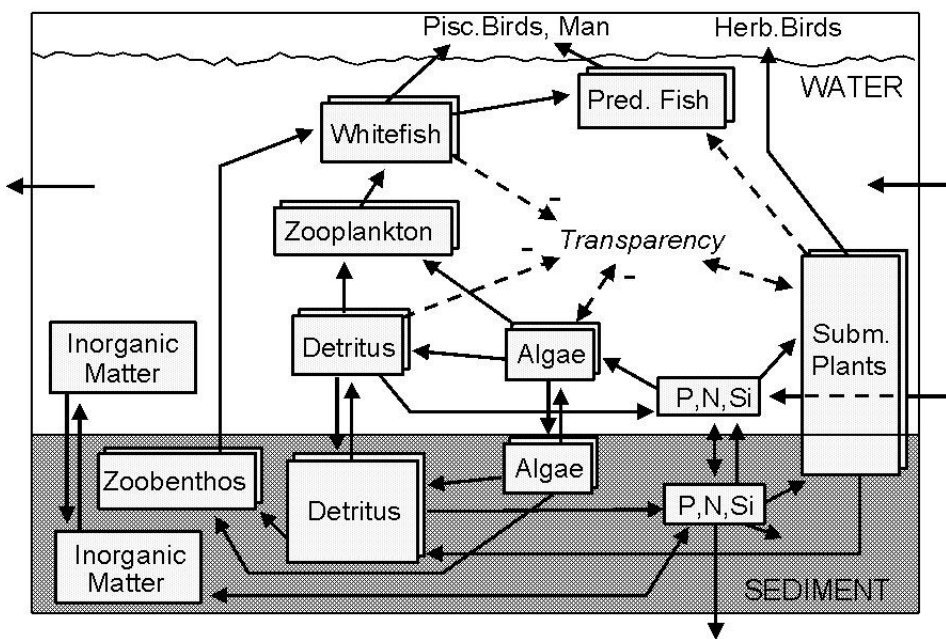 Pisc.Birds, Man
Herb.Birds
WATER
Pred. Fish
Whitefish
-
Zooplankton
Transparency
-
-
Inorganic
Matter
Detritus
Algae
Subm.
Plants
P,N,Si
Zoobenthos
Algae
Detritus
P,N,Si
Inorganic
Matter
SEDIMENT